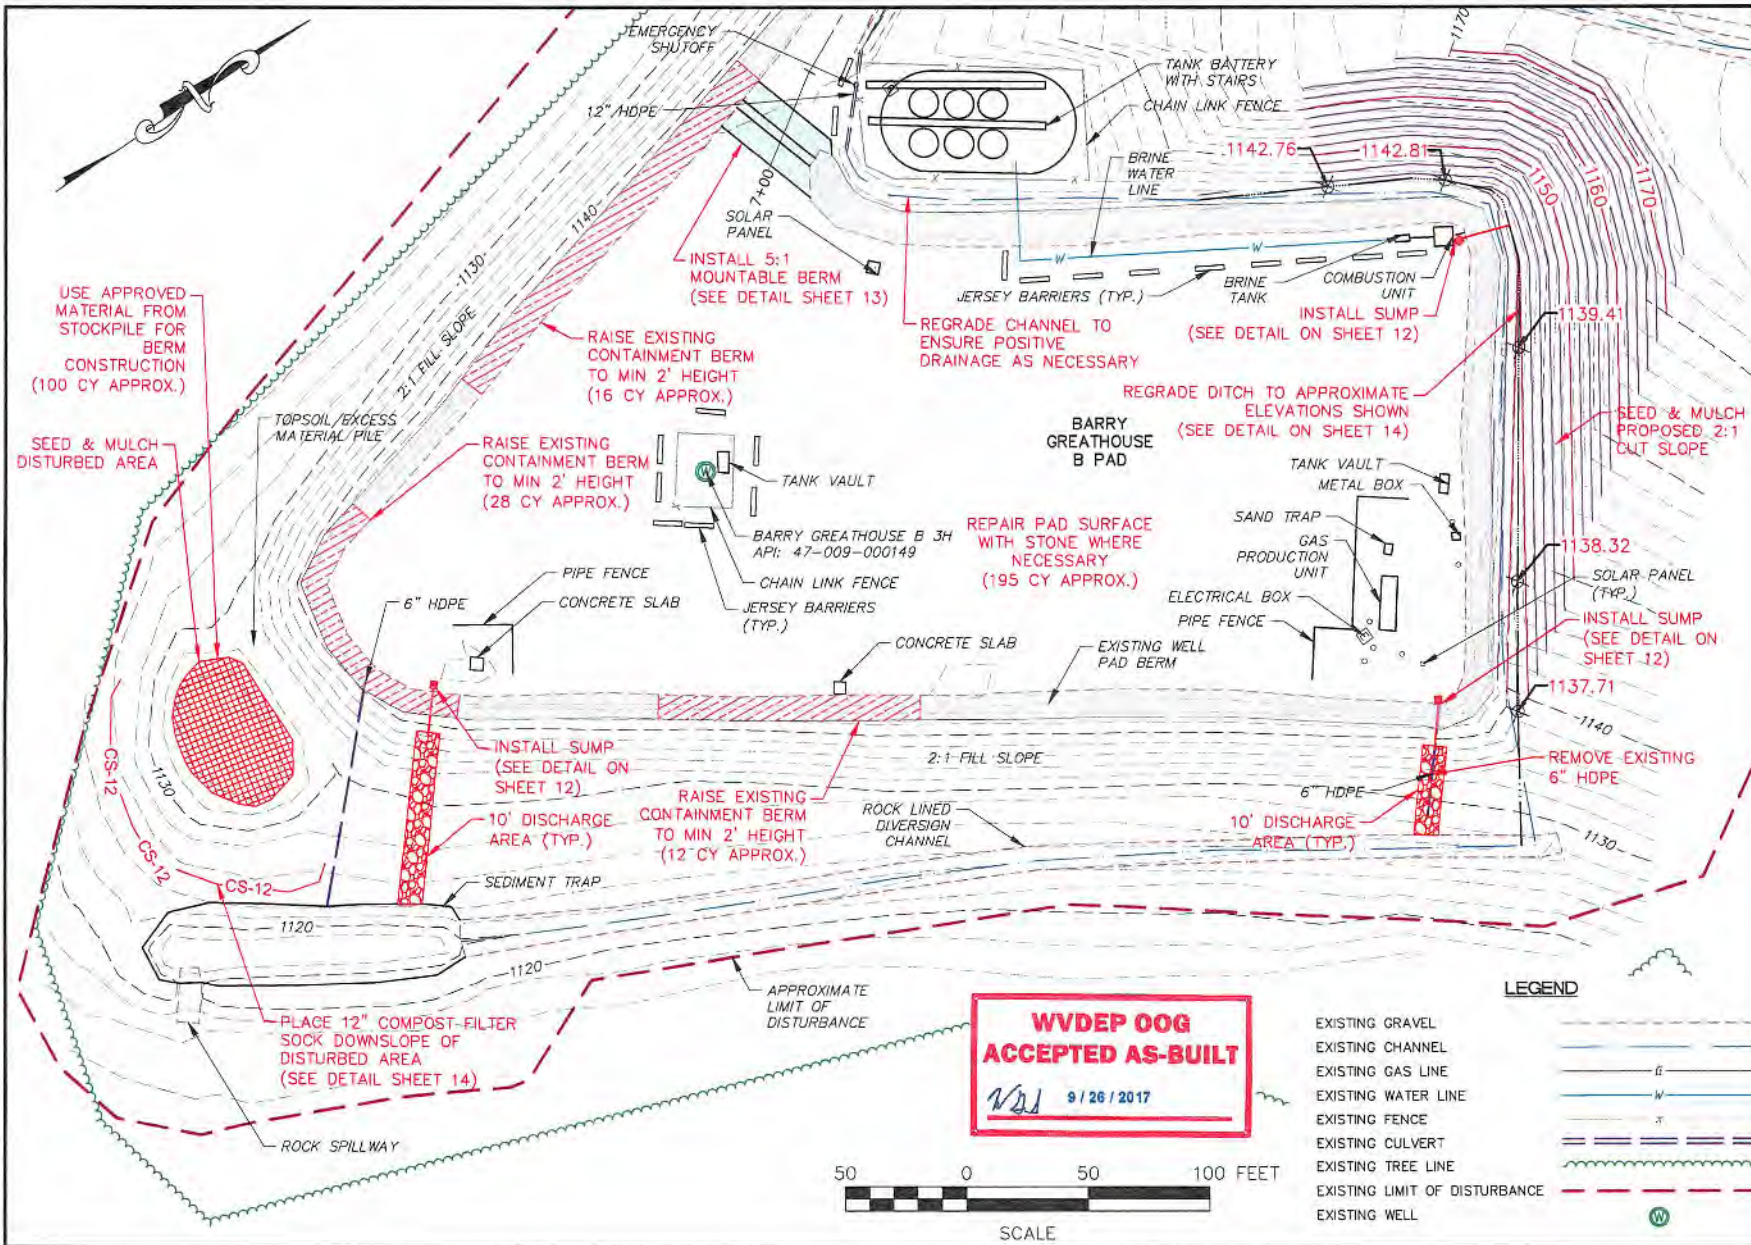 EMERGENCY
SHUTOFF
12" HDPE
TANK BATTERY
WITH STAIRS
CHAIN LINK FENCE
1170
1142.76
1142.81
BRINE
WATER
LINE
1150
1160
1170
7+00
1140
1130
2:1 FILL SLOPE
SOLAR
PANEL
INSTALL 5:1
MOUNTABLE BERM
(SEE DETAIL SHEET 13)
W
W
JERSEY BARRIERS (TYP.)
BRINE
TANK
COMBUSTION
UNIT
INSTALL SUMP
(SEE DETAIL ON SHEET 12)
1139.41
USE APPROVED
MATERIAL FROM
STOCKPILE FOR
BERM
CONSTRUCTION
(100 CY APPROX.)
RAISE EXISTING
CONTAINMENT BERM
TO MIN 2' HEIGHT
(16 CY APPROX.)
REGRADE CHANNEL TO
ENSURE POSITIVE
DRAINAGE AS NECESSARY
REGRADE DITCH TO APPROXIMATE
ELEVATIONS SHOWN
(SEE DETAIL ON SHEET 14)
SEED & MULCH
PROPOSED 2:1
CUT SLOPE
TOPSOIL/EXCESS
MATERIAL PILE
SEED & MULCH
DISTURBED AREA
RAISE EXISTING
CONTAINMENT BERM
TO MIN 2' HEIGHT
(28 CY APPROX.)
BARRY
GREATHOUSE
B PAD
W
TANK VAULT
TANK VAULT
METAL BOX
BARRY GREATHOUSE B 3H
API: 47-009-000149
CHAIN LINK FENCE
JERSEY BARRIERS
(TYP.)
REPAIR PAD SURFACE
WITH STONE WHERE
NECESSARY
(195 CY APPROX.)
SAND TRAP
GAS
PRODUCTION
UNIT
1138.32
SOLAR PANEL
(TYP.)
PIPE FENCE
6" HDPE
CONCRETE SLAB
ELECTRICAL BOX
E
PIPE FENCE
INSTALL SUMP
(SEE DETAIL ON
SHEET 12)
CONCRETE SLAB
EXISTING WELL
PAD BERM
1137.71
1140
CS-12
1130
CS-12
CS-12
INSTALL SUMP
(SEE DETAIL ON
SHEET 12)
10' DISCHARGE
AREA (TYP.)
2:1 FILL SLOPE
RAISE EXISTING
CONTAINMENT BERM
TO MIN 2' HEIGHT
(12 CY APPROX.)
ROCK LINED
DIVERSION
CHANNEL
REMOVE EXISTING
6" HDPE
6" HDPE
10' DISCHARGE
AREA (TYP.)
1130
SEDIMENT TRAP
1120
1120
APPROXIMATE
LIMIT OF
DISTURBANCE
PLACE 12" COMPOST FILTER
SOCK DOWNSLOPE OF
DISTURBED AREA
(SEE DETAIL SHEET 14)
ROCK SPILLWAY
WVDEP OOG
ACCEPTED AS-BUILT
9/26/2017
50 0 50 100 FEET
SCALE
LEGEND
EXISTING GRAVEL
EXISTING CHANNEL
EXISTING GAS LINE G
EXISTING WATER LINE W
EXISTING FENCE x
EXISTING CULVERT
EXISTING TREE LINE
EXISTING LIMIT OF DISTURBANCE
EXISTING WELL W